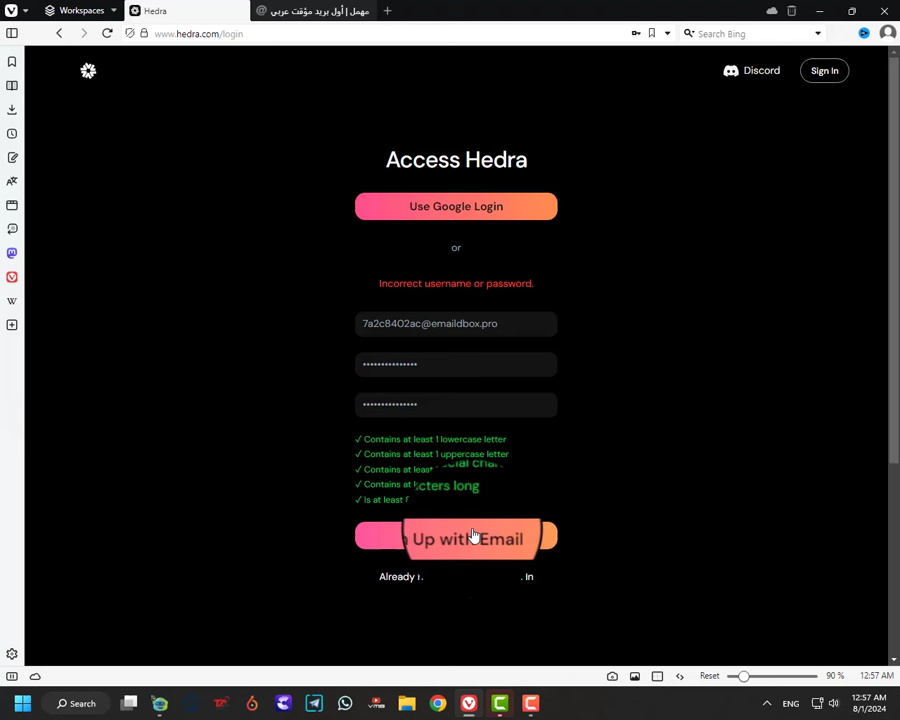 Workspaces
Hedra
مهمل | أول بريد مؤقت عربي
www.hedra.com/login
Search Bing
Discord
Sign In
Access Hedra
Use Google Login
or
Incorrect username or password.
7a2c8402ac@emaildbox.pro
•••••••••••••••
•••••••••••••••
✓ Contains at least 1 lowercase letter
✓ Contains at least 1 uppercase letter
✓ Contains at least
✓ Contains at
cters long
✓ Is at least
Up with Email
Already
In
Reset
90 %
12:57 AM
Search
ENG
12:57 AM
8/1/2024